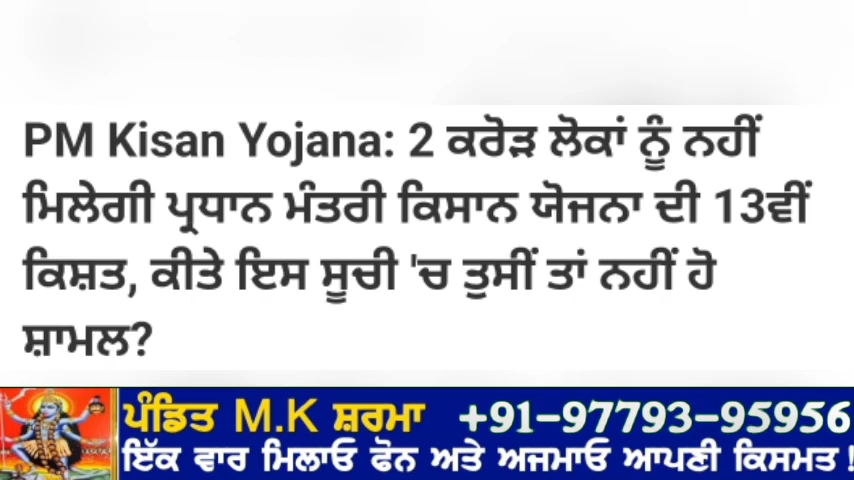 PM Kisan Yojana: 2 ਕਰੋੜ ਲੋਕਾਂ ਨੂੰ ਨਹੀਂ
ਮਿਲੇਗੀ ਪ੍ਰਧਾਨ ਮੰਤਰੀ ਕਿਸਾਨ ਯੋਜਨਾ ਦੀ 13ਵੀਂ
ਕਿਸ਼ਤ, ਕੀਤੇ ਇਸ ਸੂਚੀ 'ਚ ਤੁਸੀਂ ਤਾਂ ਨਹੀਂ ਹੋ
ਸ਼ਾਮਲ?
ਪੰਡਿਤ M.K ਸ਼ਰਮਾ +91-97793-95956
ਇੱਕ ਵਾਰ ਮਿਲਾਓ ਫੋਨ ਅਤੇ ਅਜਮਾਓ ਆਪਣੀ ਕਿਸਮਤ !